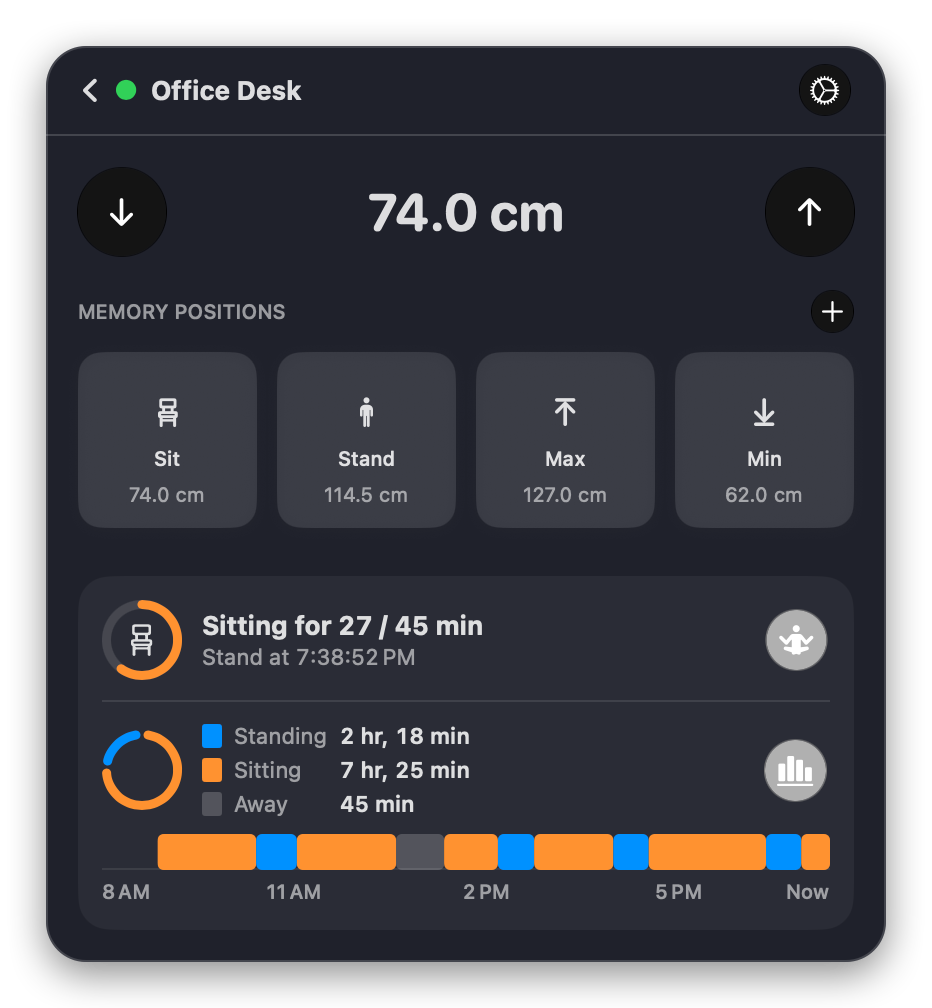 Office Desk
74.0 cm
MEMORY POSITIONS
Sit
74.0 cm
Stand
114.5 cm
Max
127.0 cm
Min
62.0 cm
Sitting for 27 / 45 min
Stand at 7:38:52 PM
Standing 2 hr, 18 min
Sitting 7 hr, 25 min
Away 45 min
8 AM 11 AM 2 PM 5 PM Now